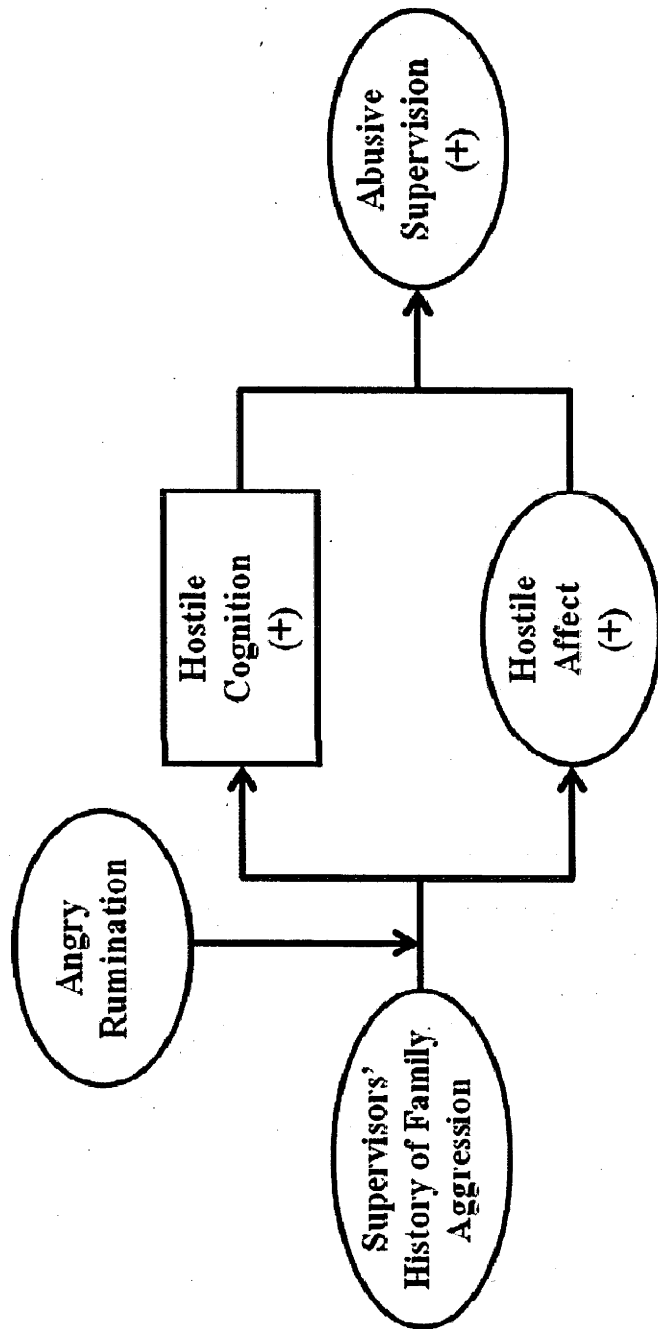 Angry
Rumination
Supervisors'
History of Family
Aggression
Hostile
Cognition
(+)
Hostile
Affect
(+)
Abusive
Supervision
(+)